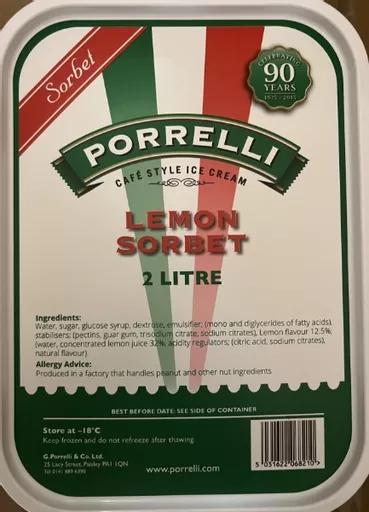 Sorbet
CELEBRATING
90
YEARS
1925 - 2015
PORRELLI
CAFÉ STYLE ICE CREAM
LEMON
SORBET
2 LITRE
Ingredients:
Water, sugar, glucose syrup, dextrose, emulsifier; (mono and diglycerides of fatty acids),
stabilisers: (pectins, guar gum, trisodium citrate, sodium citrates), Lemon flavour 12.5%;
(water, concentrated lemon juice 32%, acidity regulators; (citric acid, sodium citrates),
natural flavour).
Allergy Advice:
Produced in a factory that handles peanut and other nut ingredients
BEST BEFORE DATE: SEE SIDE OF CONTAINER
Store at -18°C
Keep frozen and do not refreeze after thawing.
G.Porrelli & Co. Ltd.
25 Lacy Street, Paisley PA1 1QN
Tel: 0141 889 6390
www.porrelli.com
5 031622 068210>